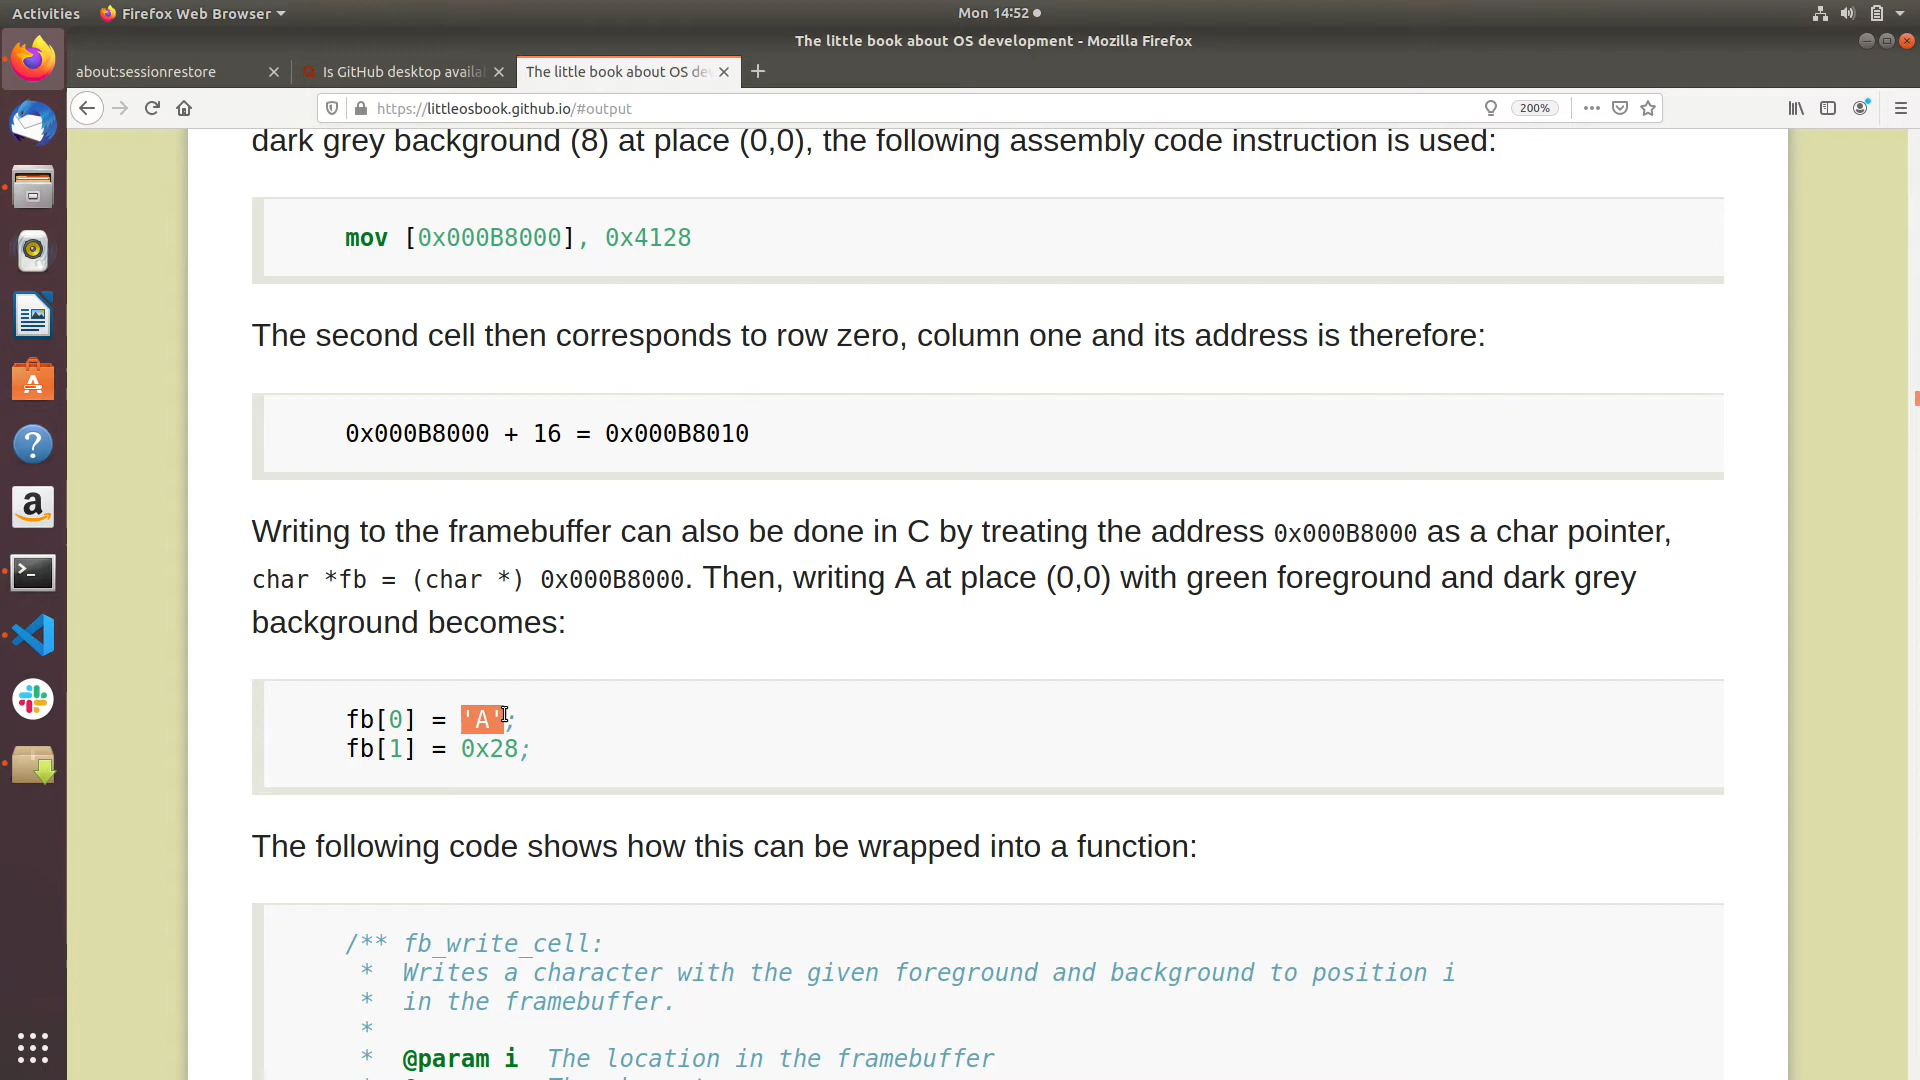 Activities Firefox Web Browser Mon 14:52
The little book about OS development - Mozilla Firefox
about:sessionrestore Is GitHub desktop availa The little book about OS de
https://littleosbook.github.io/#output 200%
dark grey background (8) at place (0,0), the following assembly code instruction is used:
mov [0x000B8000], 0x4128
The second cell then corresponds to row zero, column one and its address is therefore:
0x000B8000 + 16 = 0x000B8010
Writing to the framebuffer can also be done in C by treating the address 0x000B8000 as a char pointer,
char *fb = (char *) 0x000B8000. Then, writing A at place (0,0) with green foreground and dark grey
background becomes:
fb[0] = 'A';
fb[1] = 0x28;
The following code shows how this can be wrapped into a function:
/** fb_write_cell:
* Writes a character with the given foreground and background to position i
* in the framebuffer.
*
* @param i The location in the framebuffer